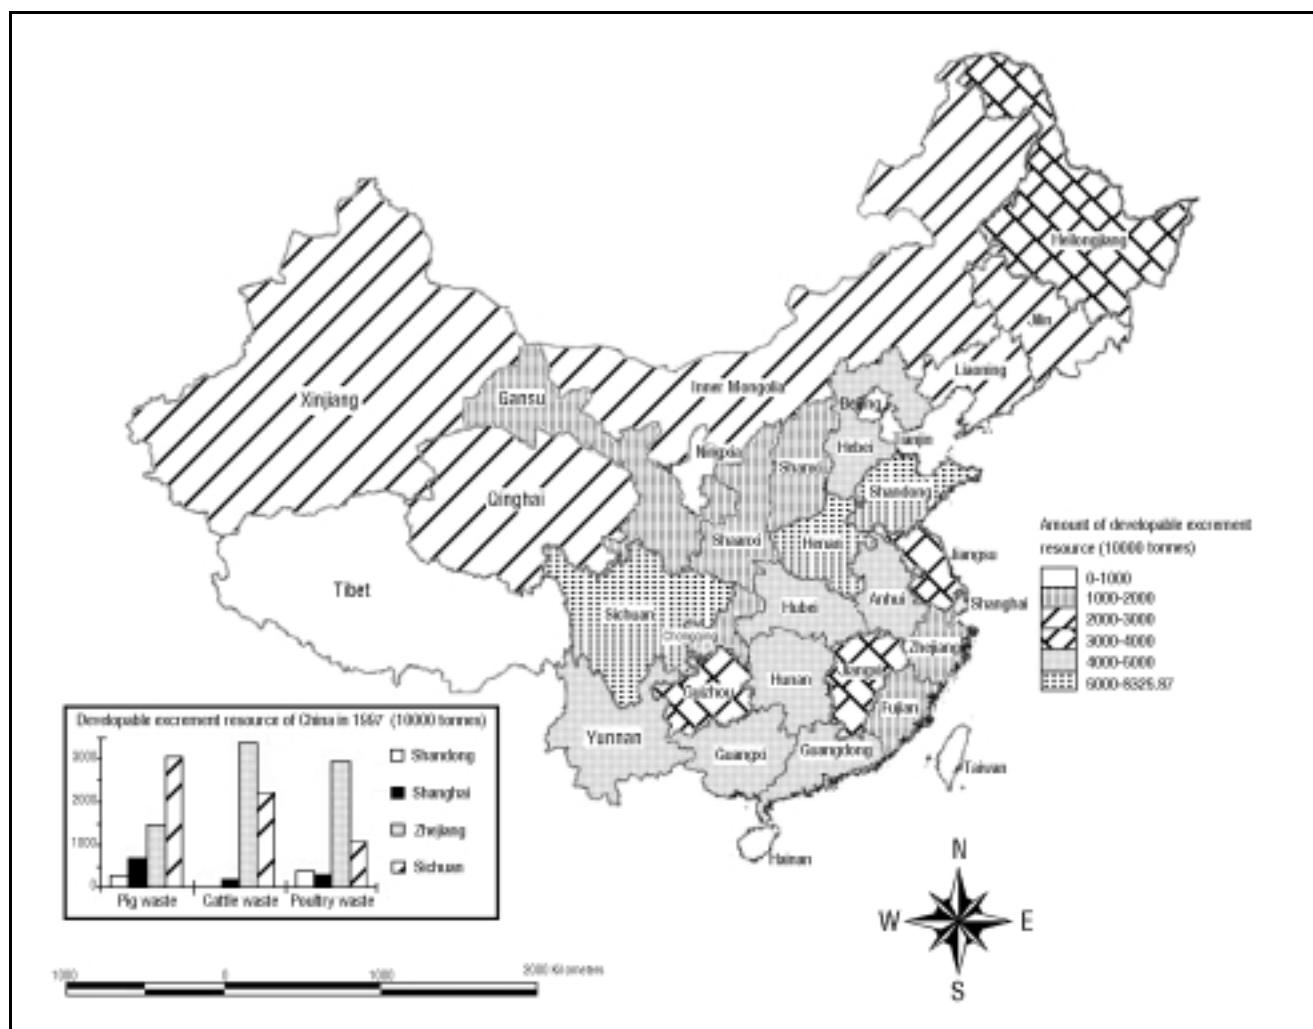 Heilongjiang
Jilin
Liaoning
Inner Mongolia
Xinjiang
Gansu
Beijing
Tianjin
Ningxia
Hebei
Shanxi
Qinghai
Shandong
Shaanxi
Henan
Jiangsu
Tibet
Sichuan
Hubei
Anhui
Shanghai
Chongqing
Zhejiang
Guizhou
Hunan
Jiangxi
Fujian
Yunnan
Guangxi
Guangdong
Taiwan
Hainan
Amount of developable excrement
resource (10000 tonnes)
0-1000
1000-2000
2000-3000
3000-4000
4000-5000
Developable excrement resource of China in 1997 (10000 tonnes)
3000
2000
1000
0
Pig waste Cattle waste Poultry waste
Shandong
Shanghai
Zhejiang
Sichuan
1000 0 1000 2000 Kilometers
N
W E
S